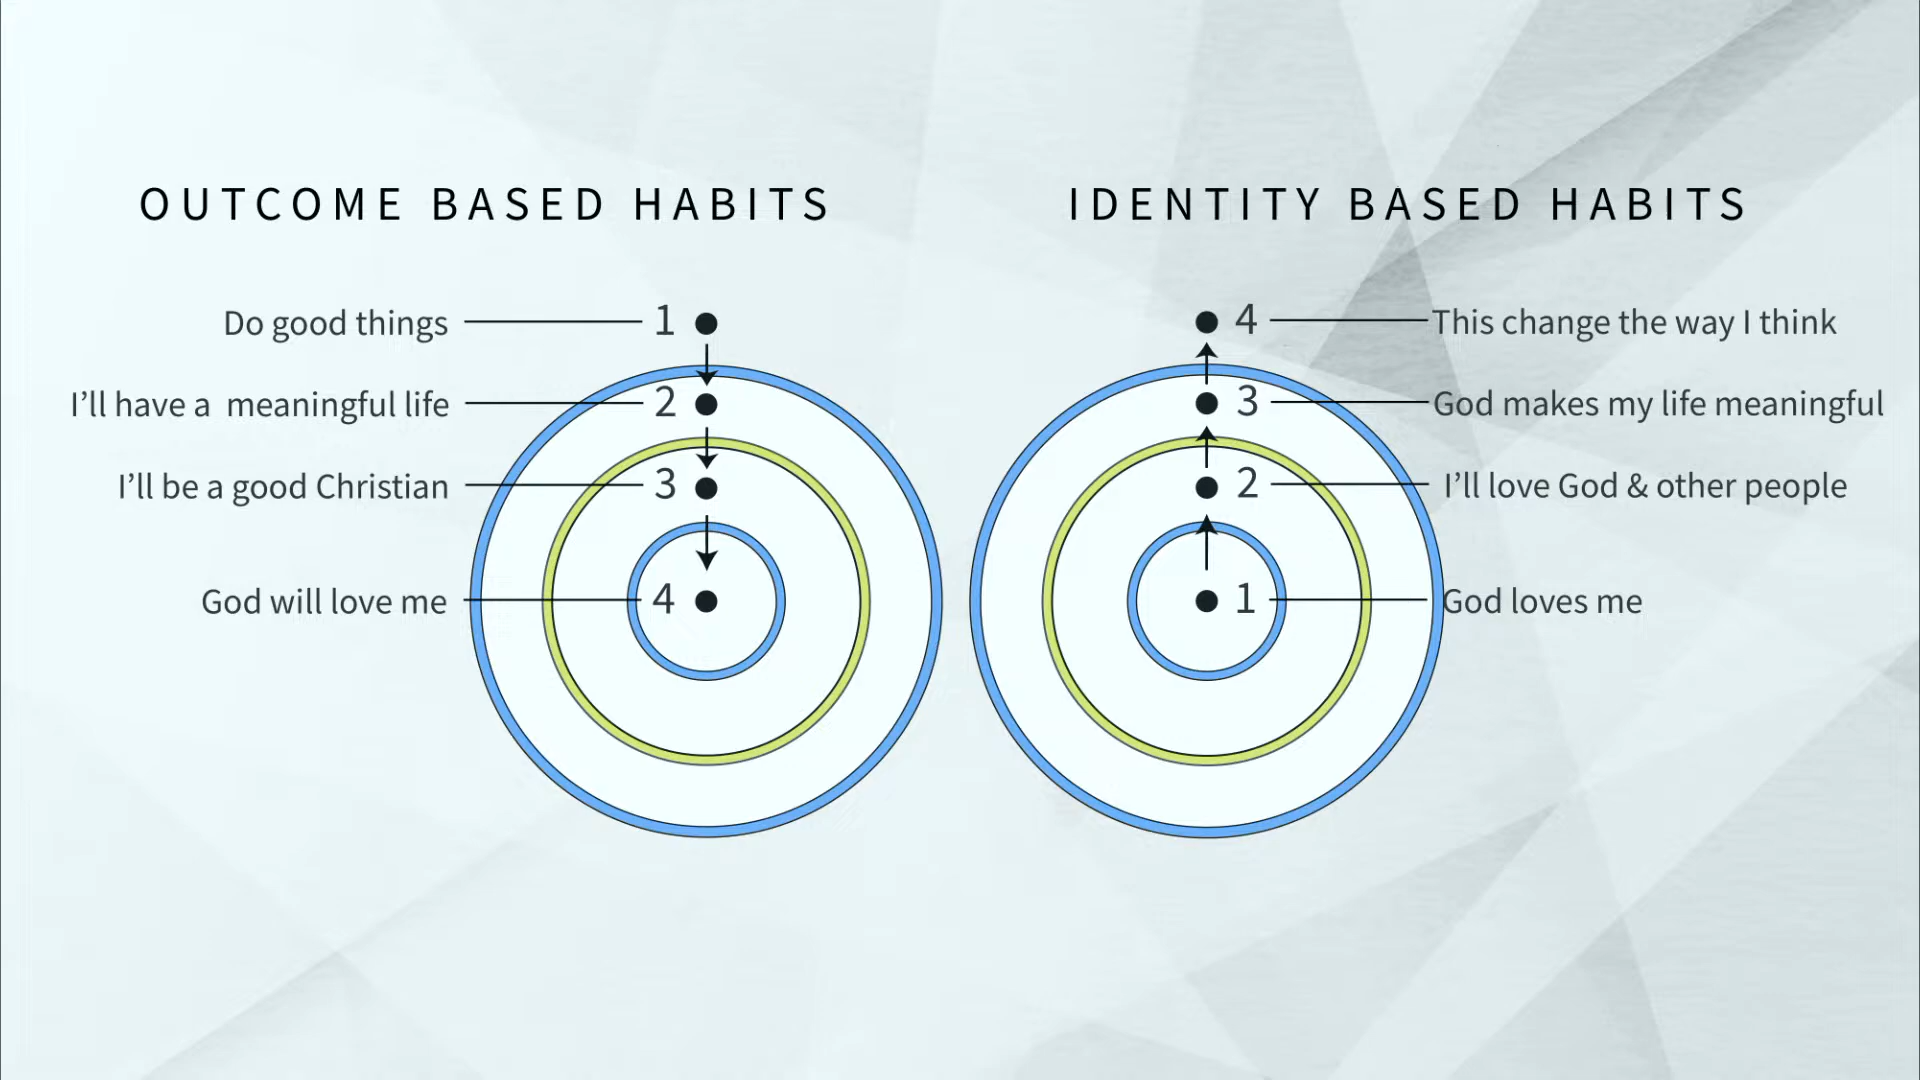 OUTCOME BASED HABITS
Do good things 1
I'll have a meaningful life 2
I'll be a good Christian 3
God will love me 4
IDENTITY BASED HABITS
4 This change the way I think
3 God makes my life meaningful
2 I'll love God & other people
1 God loves me